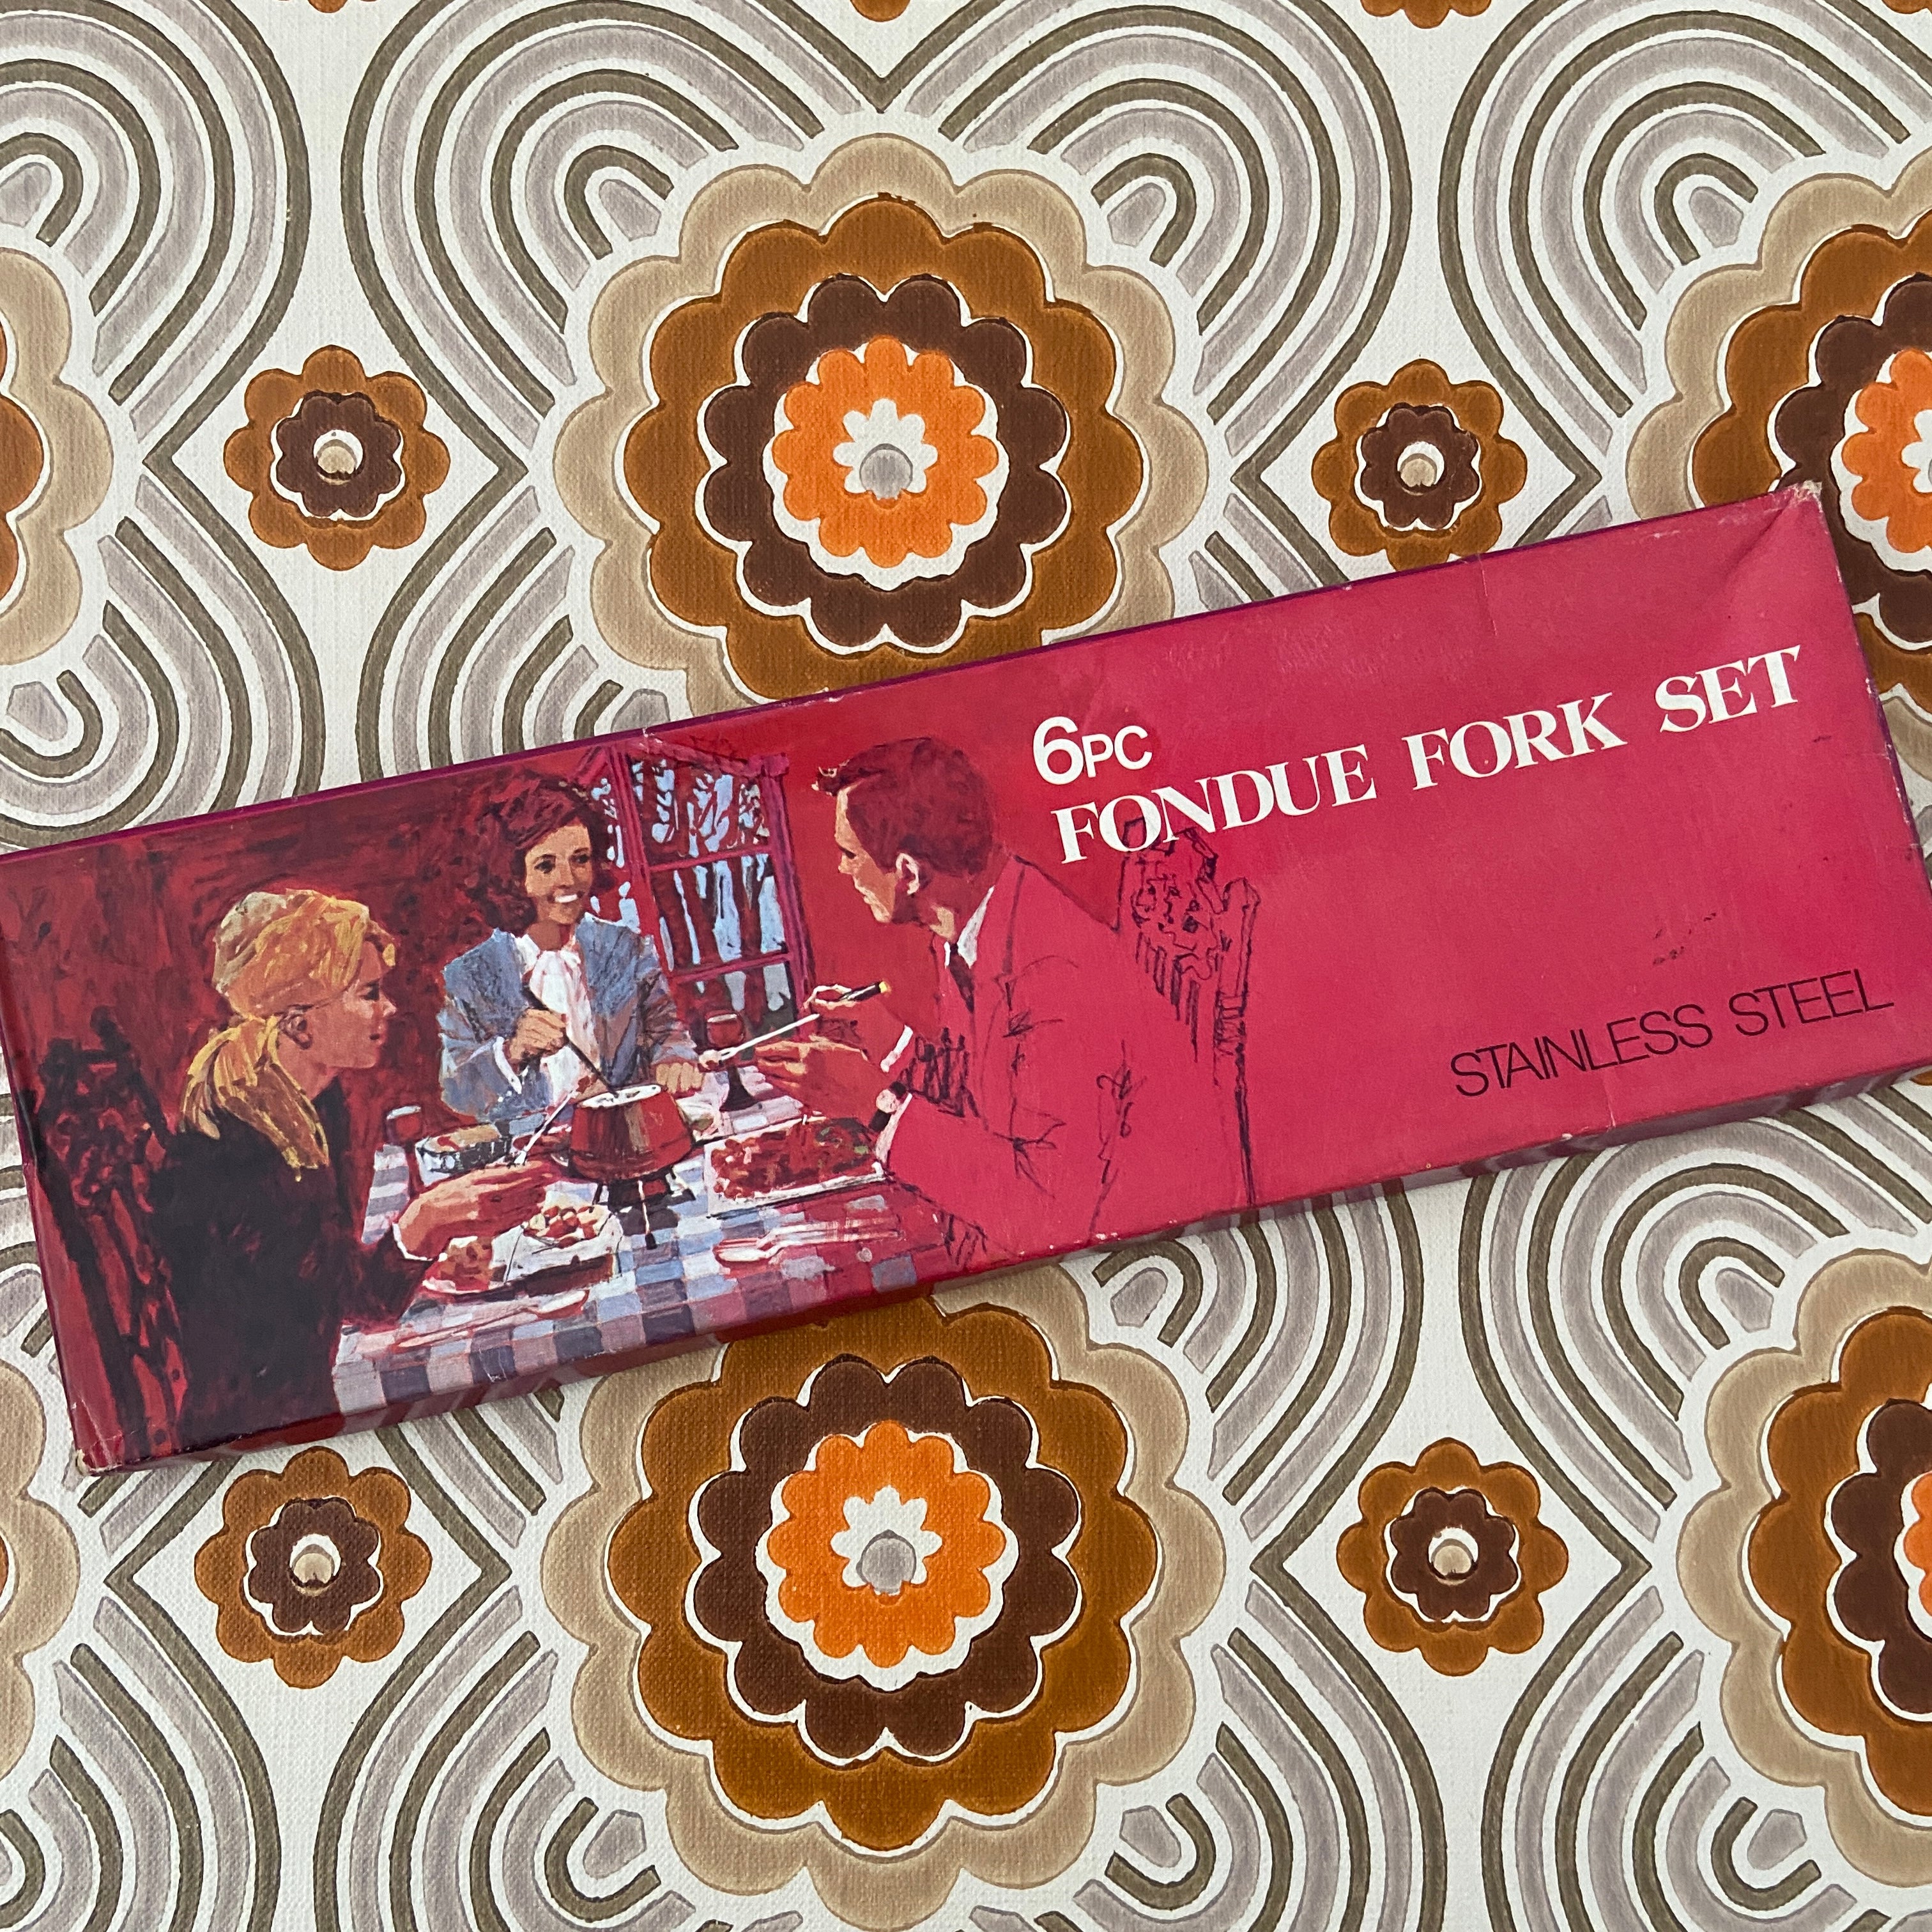 6PC
FONDUE FORK SET
STAINLESS STEEL